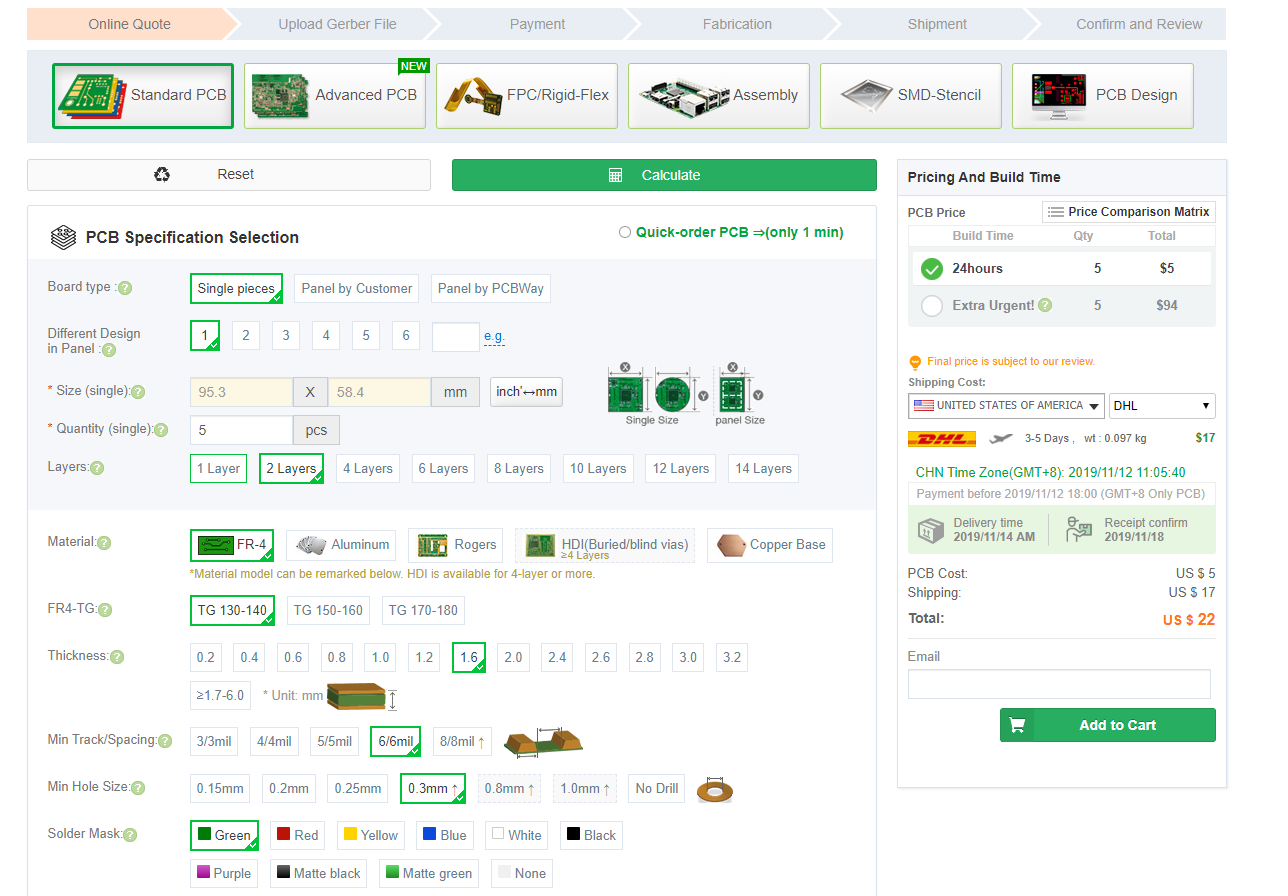 Online Quote
Upload Gerber File
Payment
Fabrication
Shipment
Confirm and Review
Standard PCB
NEW
Advanced PCB
FPC/Rigid-Flex
Assembly
SMD-Stencil
PCB Design
Reset
Calculate
PCB Specification Selection
Quick-order PCB ⇒(only 1 min)
Board type :?
Single pieces
Panel by Customer
Panel by PCBWay
Different Design
in Panel :?
1
2
3
4
5
6
e.g.
* Size (single):?
95.3
X
58.4
mm
inch'↔mm
X
Y
Single Size
X
Y
panel Size
* Quantity (single):?
5
pcs
Layers:?
1 Layer
2 Layers
4 Layers
6 Layers
8 Layers
10 Layers
12 Layers
14 Layers
Material:?
FR-4
Aluminum
Rogers
HDI(Buried/blind vias)
≥4 Layers
Copper Base
*Material model can be remarked below. HDI is available for 4-layer or more.
FR4-TG:?
TG 130-140
TG 150-160
TG 170-180
Thickness:?
0.2
0.4
0.6
0.8
1.0
1.2
1.6
2.0
2.4
2.6
2.8
3.0
3.2
≥1.7-6.0
* Unit: mm
Min Track/Spacing:?
3/3mil
4/4mil
5/5mil
6/6mil
8/8mil ↑
Min Hole Size:?
0.15mm
0.2mm
0.25mm
0.3mm ↑
0.8mm ↑
1.0mm ↑
No Drill
Solder Mask:?
Green
Red
Yellow
Blue
White
Black
Purple
Matte black
Matte green
None
Pricing And Build Time
PCB Price
Price Comparison Matrix
Build Time
Qty
Total
24hours
5
$5
Extra Urgent! ?
5
$94
Final price is subject to our review.
Shipping Cost:
UNITED STATES OF AMERICA
DHL
DHL
3-5 Days , wt : 0.097 kg
$17
CHN Time Zone(GMT+8): 2019/11/12 11:05:40
Payment before 2019/11/12 18:00 (GMT+8 Only PCB)
Delivery time
2019/11/14 AM
Receipt confirm
2019/11/18
PCB Cost:
US $ 5
Shipping:
US $ 17
Total:
US $ 22
Email
Add to Cart